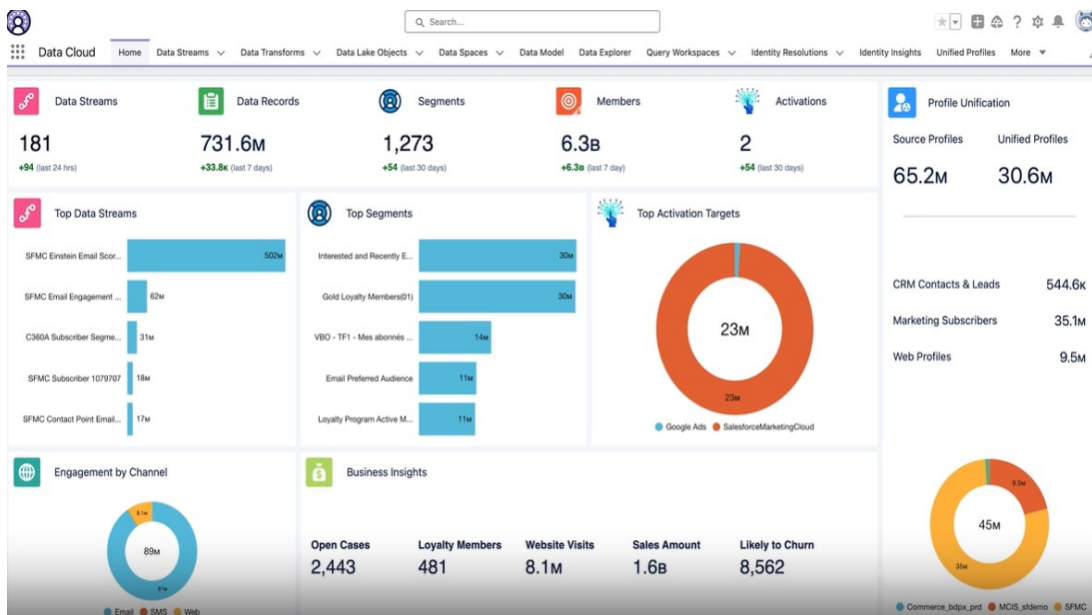 Search...
Data Cloud Home Data Streams Data Transforms Data Lake Objects Data Spaces Data Model Data Explorer Query Workspaces Identity Resolutions Identity Insights Unified Profiles More
Data Streams
181
+94 (last 24 hrs)
Data Records
731.6M
+33.8K (last 7 days)
Segments
1,273
+54 (last 30 days)
Members
6.3B
+6.3B (last 7 day)
Activations
2
+54 (last 30 days)
Profile Unification
Source Profiles Unified Profiles
65.2M 30.6M
CRM Contacts & Leads 544.6K
Marketing Subscribers 35.1M
Web Profiles 9.5M
9.5M
45M
35M
Commerce_bdpx_prd MCIS_sfdemo SFMC
Top Data Streams
SFMC Einstein Email Scor... 502M
SFMC Email Engagement ... 62M
C360A Subscriber Segme... 31M
SFMC Subscriber 1079707 18M
SFMC Contact Point Email... 17M
Top Segments
Interested and Recently E... 30M
Gold Loyalty Members(01) 30M
VBO - TF1 - Mes abonnés ... 14M
Email Preferred Audience 11M
Loyalty Program Active M... 11M
Top Activation Targets
23M
23M
Google Ads SalesforceMarketingCloud
Engagement by Channel
8.1M
89M
81M
Email SMS Web
Business Insights
Open Cases Loyalty Members Website Visits Sales Amount Likely to Churn
2,443 481 8.1M 1.6B 8,562